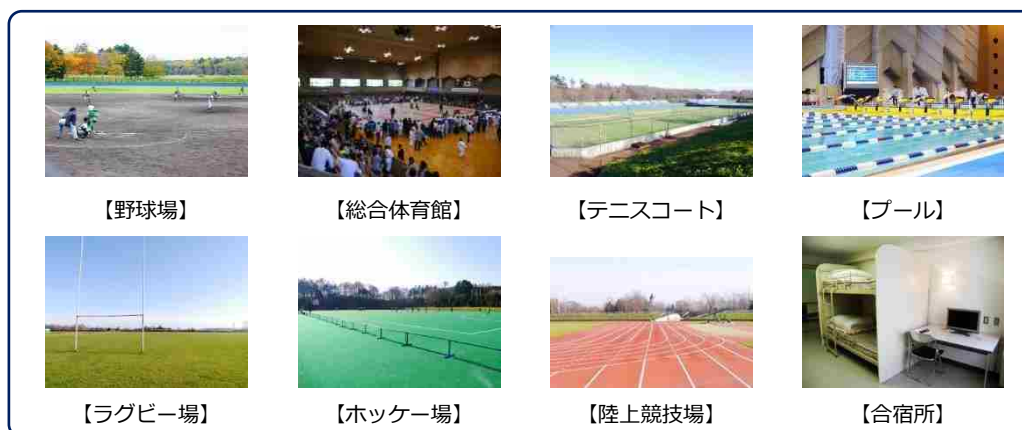 【野球場】
【総合体育館】
【テニスコート】
【プール】
【ラグビー場】
【ホッケー場】
【陸上競技場】
【合宿所】